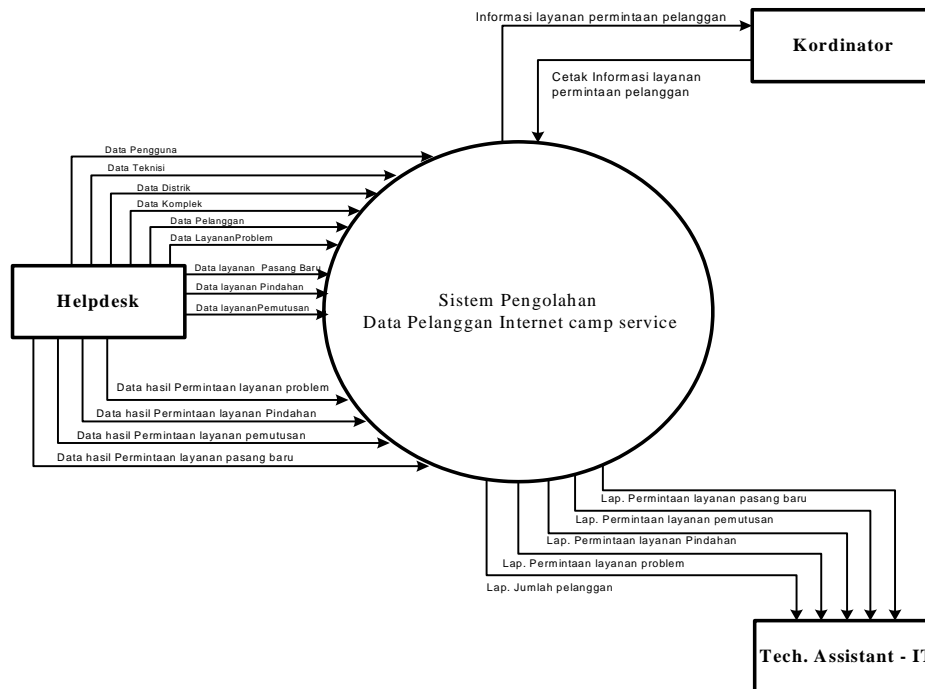 Informasi layanan permintaan pelanggan
Kordinator
Cetak Informasi layanan
permintaan pelanggan
Data Pengguna
Data Teknisi
Data Distrik
Data Komplek
Data Pelanggan
Data LayananProblem
Data layanan Pasang Baru
Data layanan Pindahan
Data layananPemutusan
Helpdesk
Sistem Pengolahan
Data Pelanggan Internet camp service
Data hasil Permintaan layanan problem
Data hasil Permintaan layanan Pindahan
Data hasil Permintaan layanan pemutusan
Data hasil Permintaan layanan pasang baru
Lap. Permintaan layanan pasang baru
Lap. Permintaan layanan pemutusan
Lap. Permintaan layanan Pindahan
Lap. Permintaan layanan problem
Lap. Jumlah pelanggan
Tech. Assistant - IT